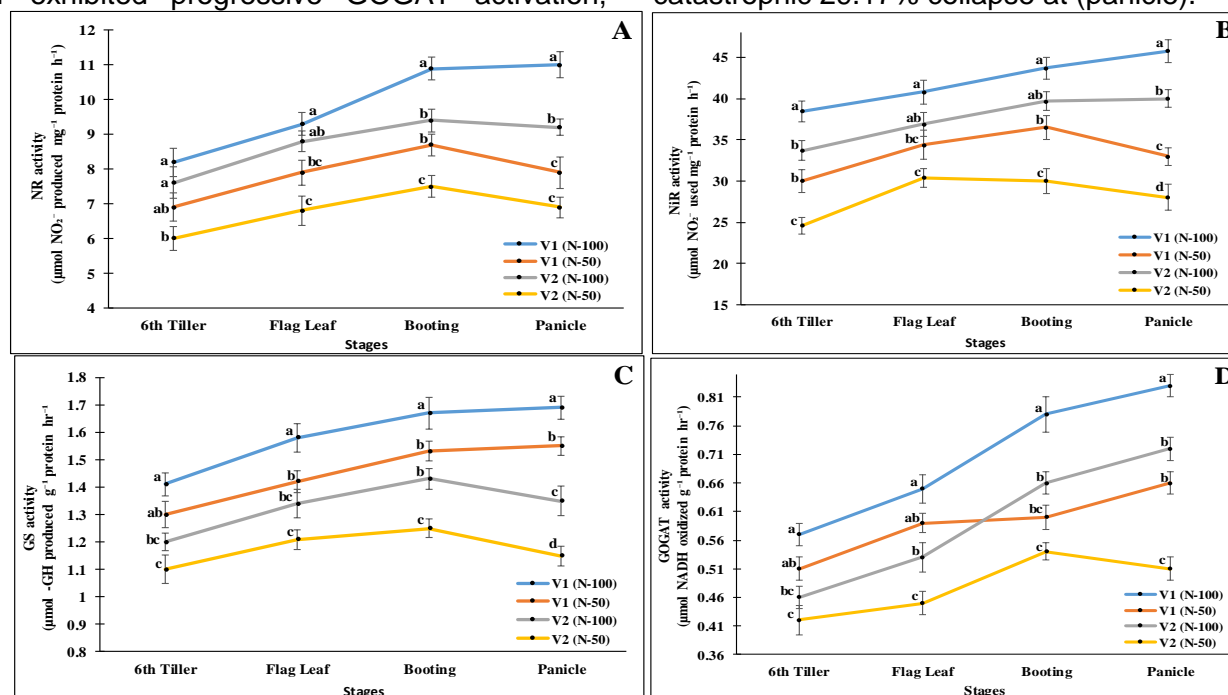 exhibited progressive GOGAT activation,
A
12
11
10
9
8
7
6
5
4
NR activity
(µmol NO₂⁻ produced mg⁻¹ protein h⁻¹)
a
a
ab
b
a
ab
bc
c
a
b
b
c
a
b
c
c
V1 (N-100)
V1 (N-50)
V2 (N-100)
V2 (N-50)
6th Tiller Flag Leaf Booting Panicle
Stages
B
45
40
35
30
25
20
15
NiR activity
(µmol NO₂⁻ used mg⁻¹ protein h⁻¹)
a
b
b
c
a
ab
bc
c
a
ab
b
c
a
b
c
d
V1 (N-100)
V1 (N-50)
V2 (N-100)
V2 (N-50)
6th Tiller Flag Leaf Booting Panicle
Stages
C
1.8
1.7
1.6
1.5
1.4
1.3
1.2
1.1
1
0.9
0.8
GS activity
(µmol -GH produced g⁻¹ protein hr⁻¹)
a
ab
bc
c
a
b
bc
c
a
b
b
c
a
b
c
d
V1 (N-100)
V1 (N-50)
V2 (N-100)
V2 (N-50)
6th Tiller Flag Leaf Booting Panicle
Stages
D
0.81
0.76
0.71
0.66
0.61
0.56
0.51
0.46
0.41
0.36
GOGAT activity
(µmol NADH oxidized g⁻¹ protein hr⁻¹)
a
ab
bc
c
a
ab
b
c
a
b
bc
c
a
b
b
c
V1 (N-100)
V1 (N-50)
V2 (N-100)
V2 (N-50)
6th Tiller Flag Leaf Booting Panicle
Stages